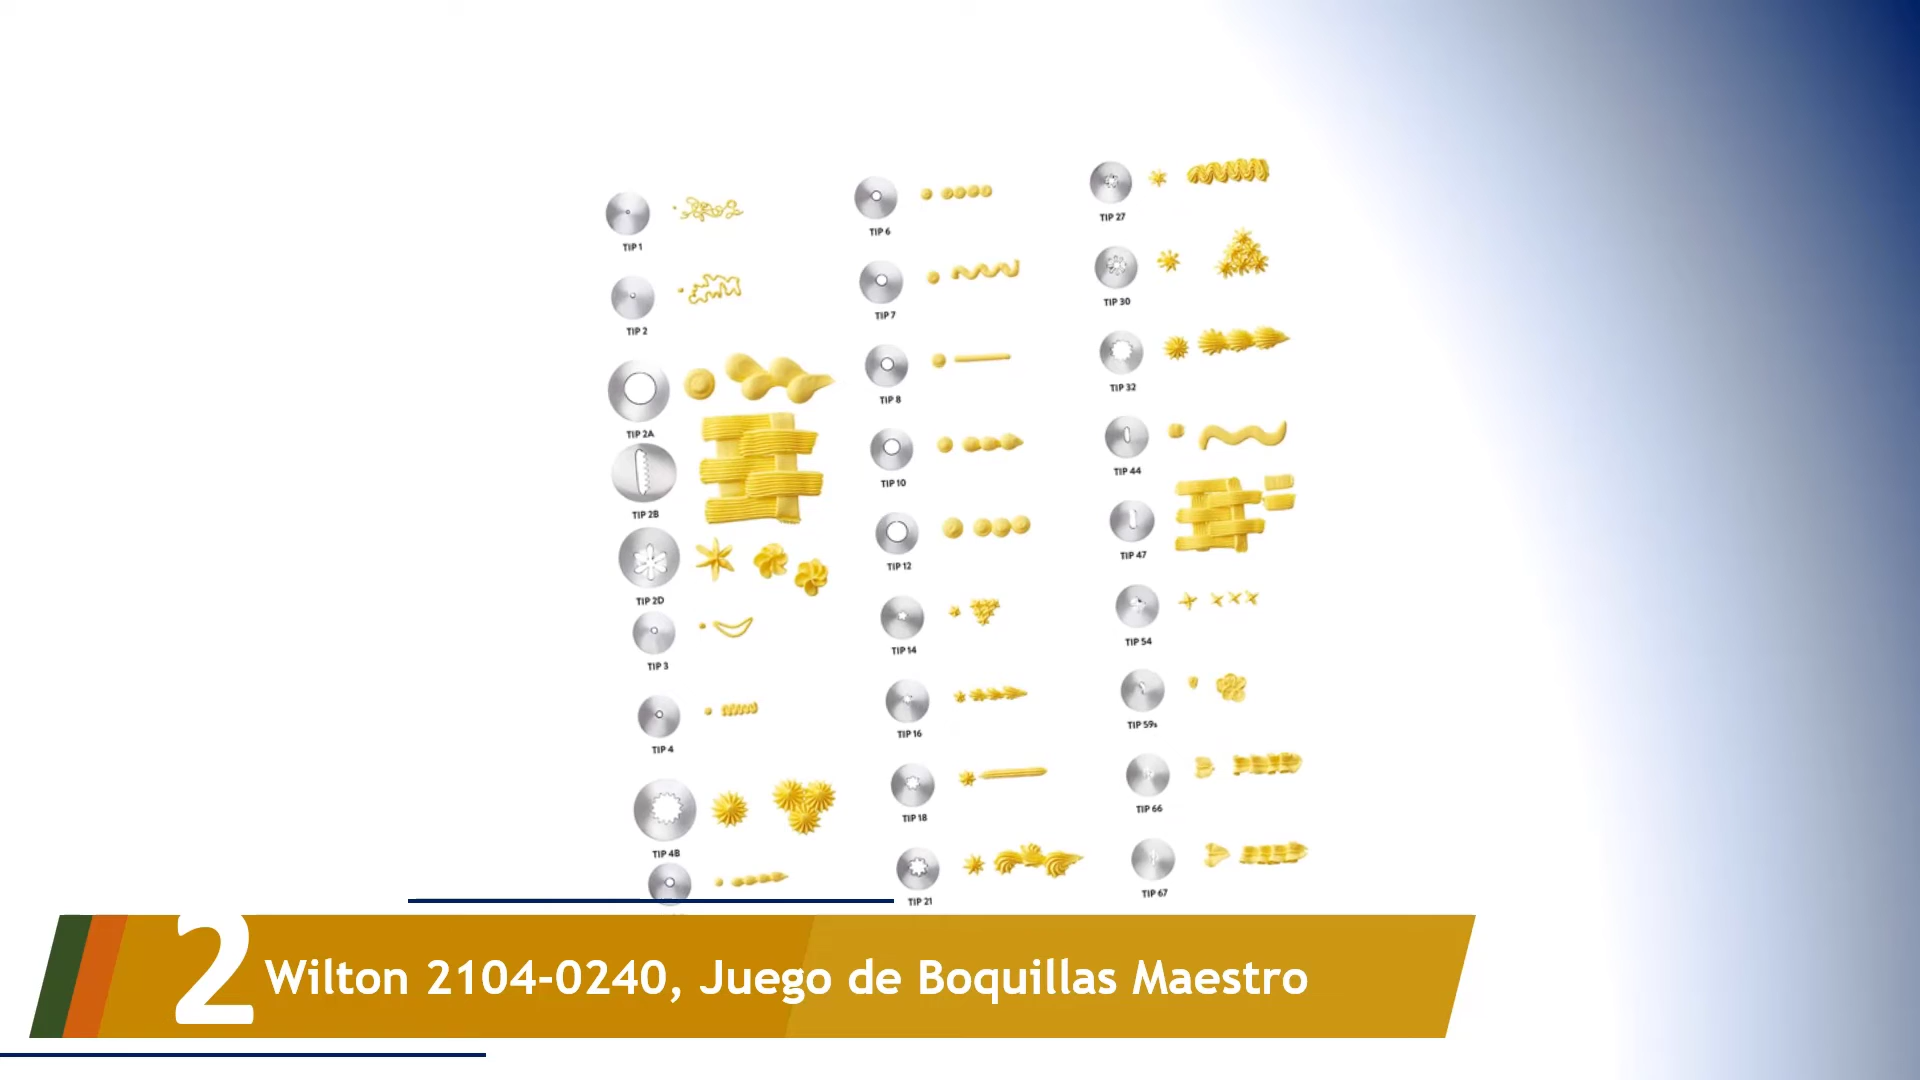 TIP 1
TIP 2
TIP 2A
TIP 2B
TIP 2D
TIP 3
TIP 4
TIP 4B
TIP 6
TIP 7
TIP 8
TIP 10
TIP 12
TIP 14
TIP 16
TIP 18
TIP 21
TIP 27
TIP 30
TIP 32
TIP 44
TIP 47
TIP 54
TIP 59s
TIP 66
TIP 67
2 Wilton 2104-0240, Juego de Boquillas Maestro